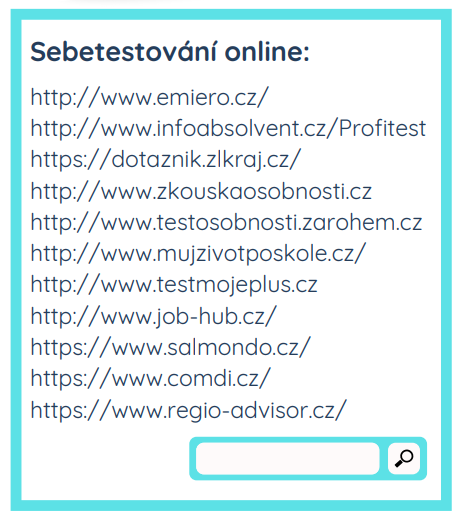 Sebetestování online:
http://www.emiero.cz/
http://www.infoabsolvent.cz/Profitest
https://dotaznik.zlkraj.cz/
http://www.zkouskaosobnosti.cz
http://www.testosobnosti.zarohem.cz
http://www.mujzivotposkole.cz/
http://www.testmojeplus.cz
http://www.job-hub.cz/
https://www.salmondo.cz/
https://www.comdi.cz/
https://www.regio-advisor.cz/